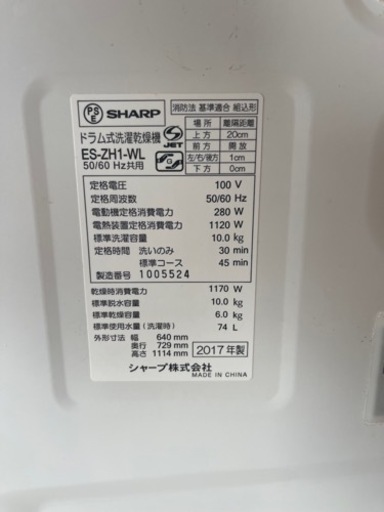 PSE SHARP
ドラム式洗濯乾燥機
ES-ZH1-WL
50/60 Hz共用
JET
G
消防法 基準適合 組込形
場所 離隔距離
上方 20cm
前方 開放
左/右/後方 1cm
下方 0cm
定格電圧 100 V
定格周波数 50/60 Hz
電動機定格消費電力 280 W
電熱装置定格消費電力 1120 W
標準洗濯容量 10.0㎏
定格時間 洗いのみ 30 min
標準コース 45 min
製造番号 1005524
乾燥時消費電力 1170 W
標準脱水容量 10.0㎏
標準乾燥容量 6.0㎏
標準使用水量(洗濯時) 74 L
外形寸法 幅 640 mm
奥行 729 mm
高さ 1114 mm
2017年製
シャープ株式会社
MADE IN CHINA